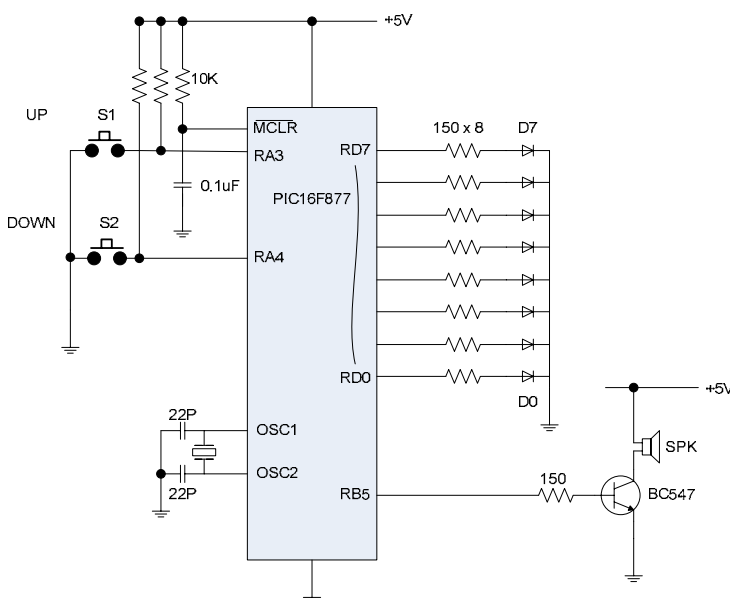 +5V
10K
UP
S1
MCLR
RA3
0.1uF
PIC16F877
RD7
150 x 8
D7
DOWN
S2
RA4
RD0
D0
+5V
22P
OSC1
OSC2
22P
RB5
150
SPK
BC547